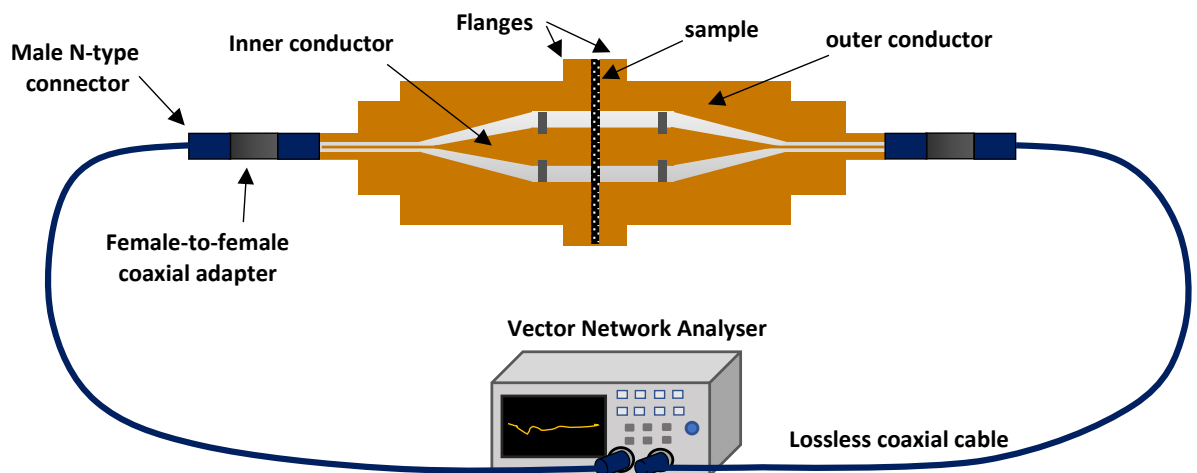 Flanges
Male N-type
connector
Inner conductor
sample
outer conductor
Female-to-female
coaxial adapter
Vector Network Analyser
Lossless coaxial cable